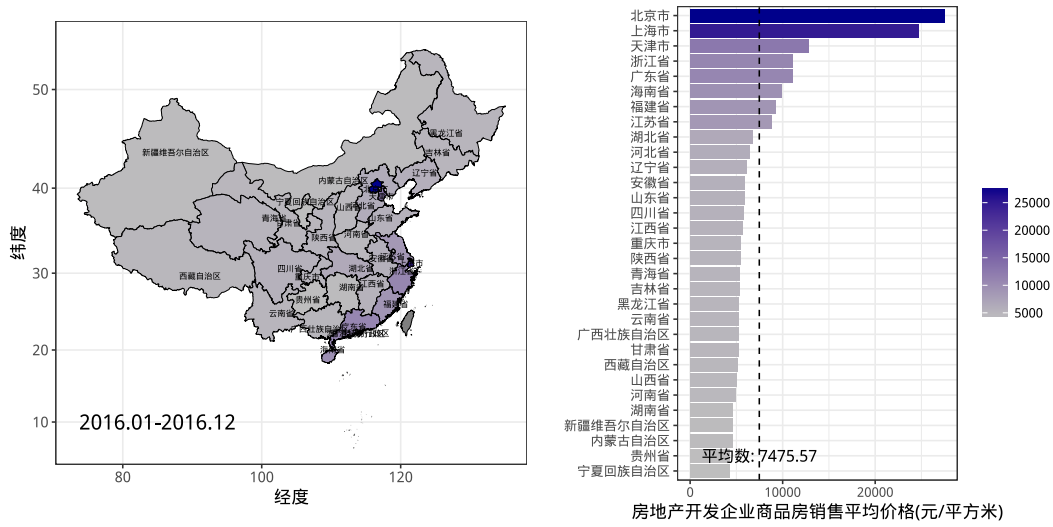 50
40
30
20
10
纬度
80
100
120
经度
黑龙江省
新疆维吾尔自治区
吉林省
辽宁省
内蒙古自治区
宁夏回族自治区
山西省
河北省
青海省
甘肃省
山东省
陕西省
河南省
西藏自治区
四川省
重庆市
湖北省
安徽省
湖南省
江西省
贵州省
福建省
云南省
广东省
海南省
2016.01-2016.12
北京市
上海市
天津市
浙江省
广东省
海南省
福建省
江苏省
湖北省
河北省
辽宁省
安徽省
山东省
四川省
江西省
重庆市
陕西省
青海省
吉林省
黑龙江省
云南省
广西壮族自治区
甘肃省
西藏自治区
山西省
河南省
湖南省
新疆维吾尔自治区
内蒙古自治区
贵州省
宁夏回族自治区
平均数: 7475.57
0
10000
20000
房地产开发企业商品房销售平均价格(元/平方米)
25000
20000
15000
10000
5000